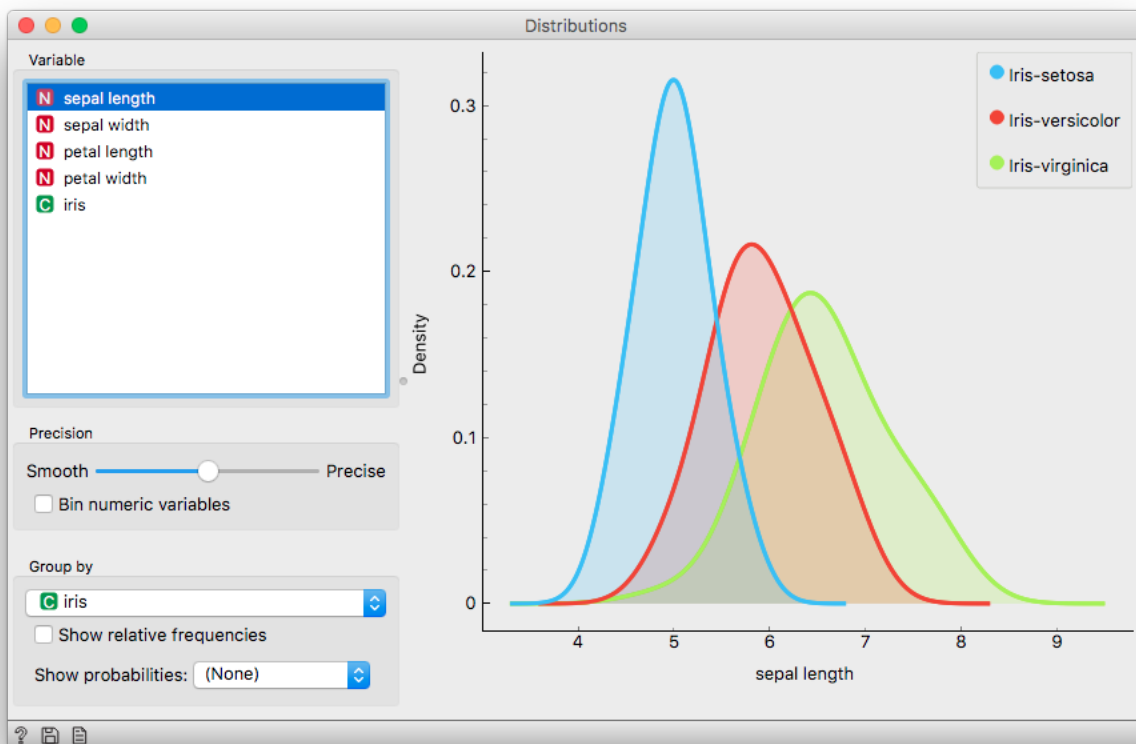 Distributions
Variable
N sepal length
N sepal width
N petal length
N petal width
C iris
Precision
Smooth Precise
Bin numeric variables
Group by
C iris
Show relative frequencies
Show probabilities: (None)
?
Density
0.3
0.2
0.1
0
4 5 6 7 8 9
sepal length
Iris-setosa
Iris-versicolor
Iris-virginica